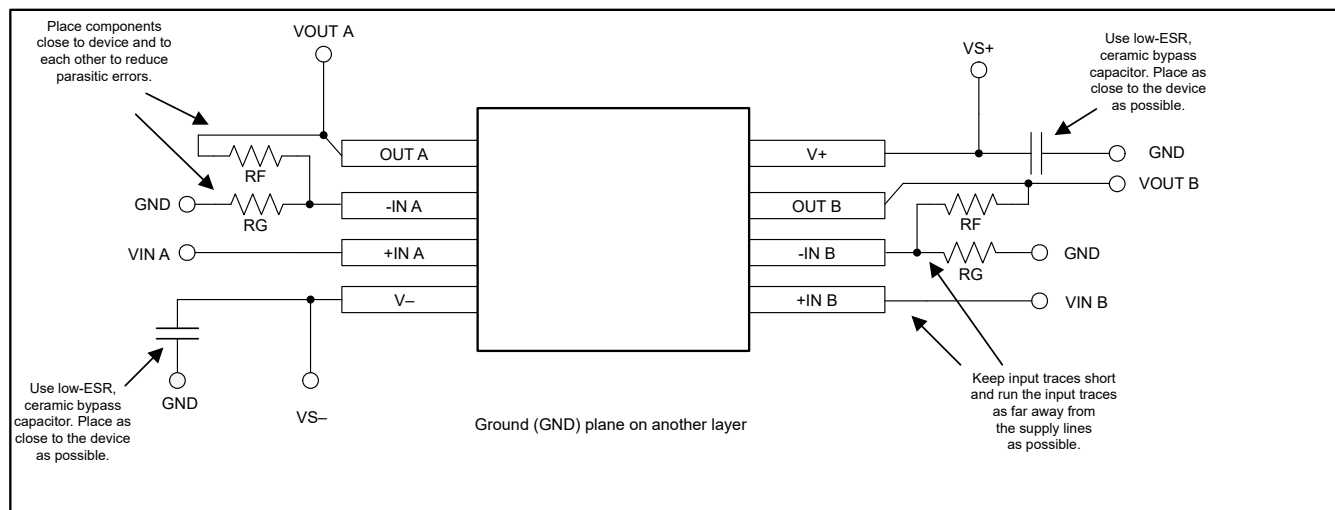 Place components
close to device and to
each other to reduce
parasitic errors.
VOUT A
VS+
Use low-ESR,
ceramic bypass
capacitor. Place as
close to the device
as possible.
OUT A
V+
GND
RF
VOUT B
GND
-IN A
OUT B
RG
RF
VIN A
+IN A
-IN B
GND
RG
V–
+IN B
VIN B
Use low-ESR,
ceramic bypass
capacitor. Place as
close to the device
as possible.
GND
VS–
Ground (GND) plane on another layer
Keep input traces short
and run the input traces
as far away from
the supply lines
as possible.